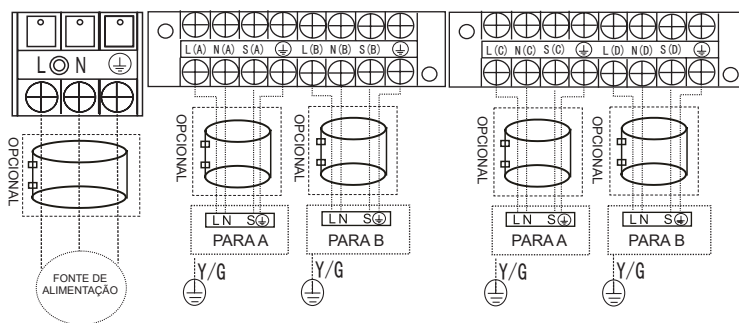 L N
OPCIONAL
FONTE DE
ALIMENTAÇÃO
L(A) N(A) S(A) L(B) N(B) S(B)
OPCIONAL
OPCIONAL
L N S
PARA A
L N S
PARA B
Y/G
Y/G
L(C) N(C) S(C) L(D) N(D) S(D)
OPCIONAL
OPCIONAL
L N S
PARA A
L N S
PARA B
Y/G
Y/G